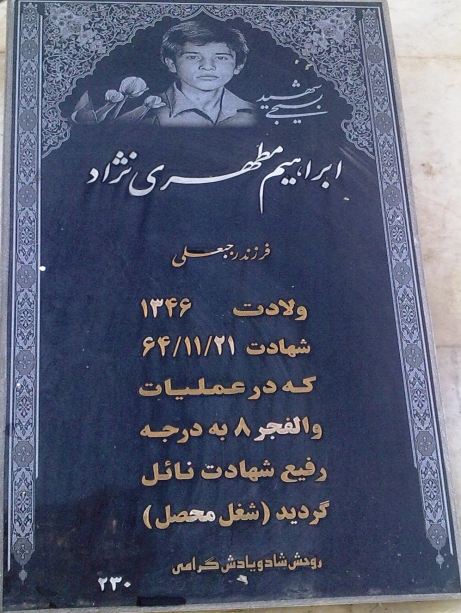 شهید
بسیجی
ابراهیم مطهری نژاد
فرزند رجبعلی
ولادت ۱۳۴۶
شهادت ۶۴/۱۱/۲۱
که در عملیات
والفجر ۸ به درجه
رفیع شهادت نائل
گردید (شغل محصل)
روحش شاد و یادش گرامی
۲۳۰